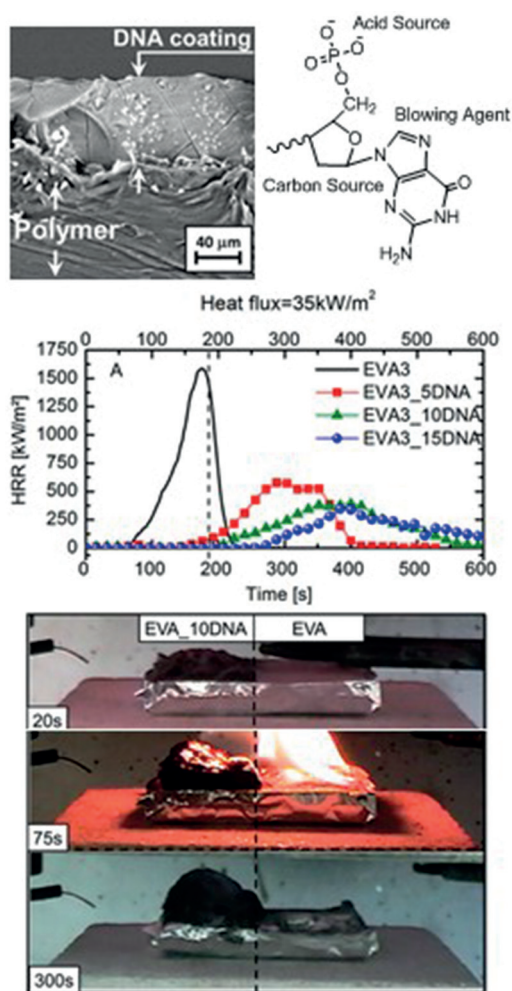 DNA coating
Polymer
40 µm
Acid Source
O⁻
O P O⁻
O
CH₂
O
Blowing Agent
Carbon Source
N N
N
O
NH
H₂N
Heat flux=35kW/m²
0 100 200 300 400 500 600
1750
1500
1250
1000
750
500
250
0
HRR [kW/m²]
A
EVA3
EVA3_5DNA
EVA3_10DNA
EVA3_15DNA
0 100 200 300 400 500 600
Time [s]
EVA_10DNA EVA
20s
75s
300s